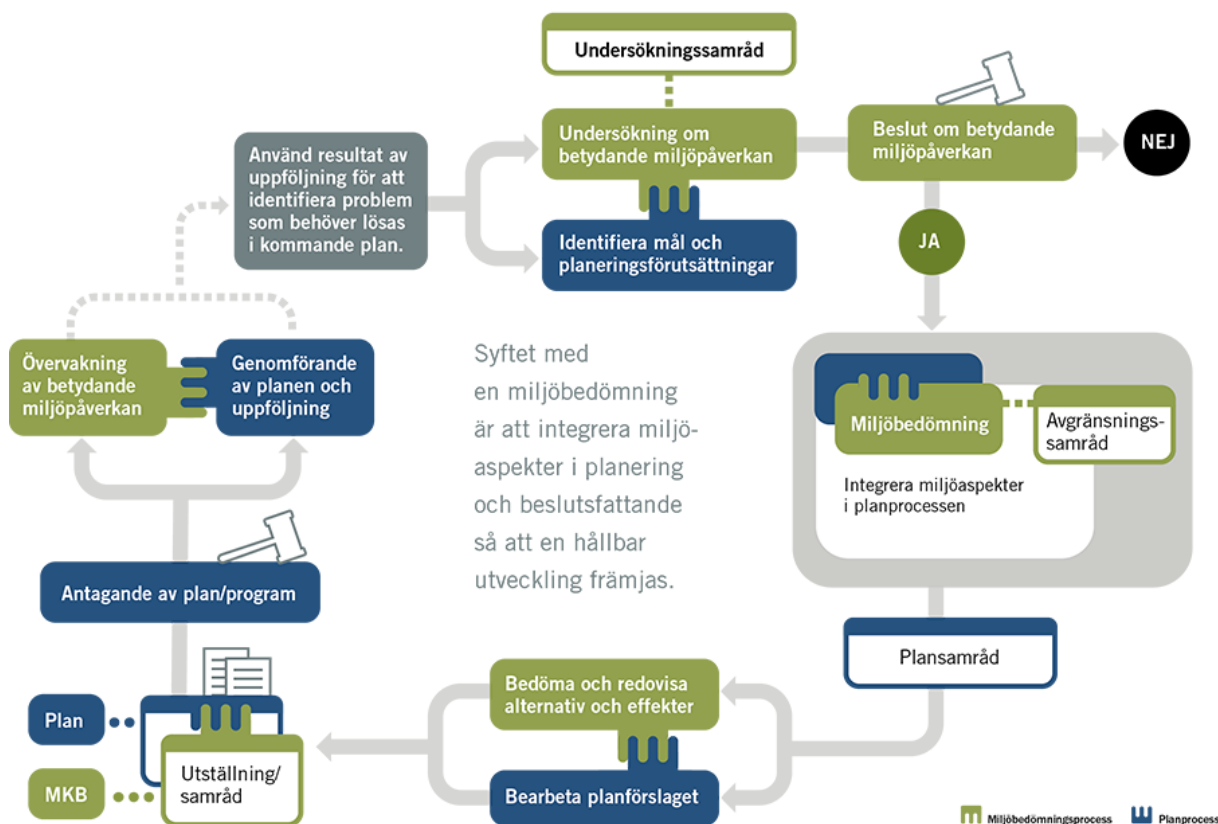 Undersökningssamråd
Undersökning om
betydande miljöpåverkan
Beslut om betydande
miljöpåverkan
NEJ
JA
Använd resultat av
uppföljning för att
identifiera problem
som behöver lösas
i kommande plan.
Identifiera mål och
planeringsförutsättningar
Övervakning
av betydande
miljöpåverkan
Genomförande
av planen och
uppföljning
Syftet med
en miljöbedömning
är att integrera miljö-
aspekter i planering
och beslutsfattande
så att en hållbar
utveckling främjas.
Miljöbedömning
Avgränsnings-
samråd
Integrera miljöaspekter
i planprocessen
Antagande av plan/program
Plansamråd
Bedöma och redovisa
alternativ och effekter
Bearbeta planförslaget
Plan
MKB
Utställning/
samråd
Miljöbedömningsprocess
Planprocess